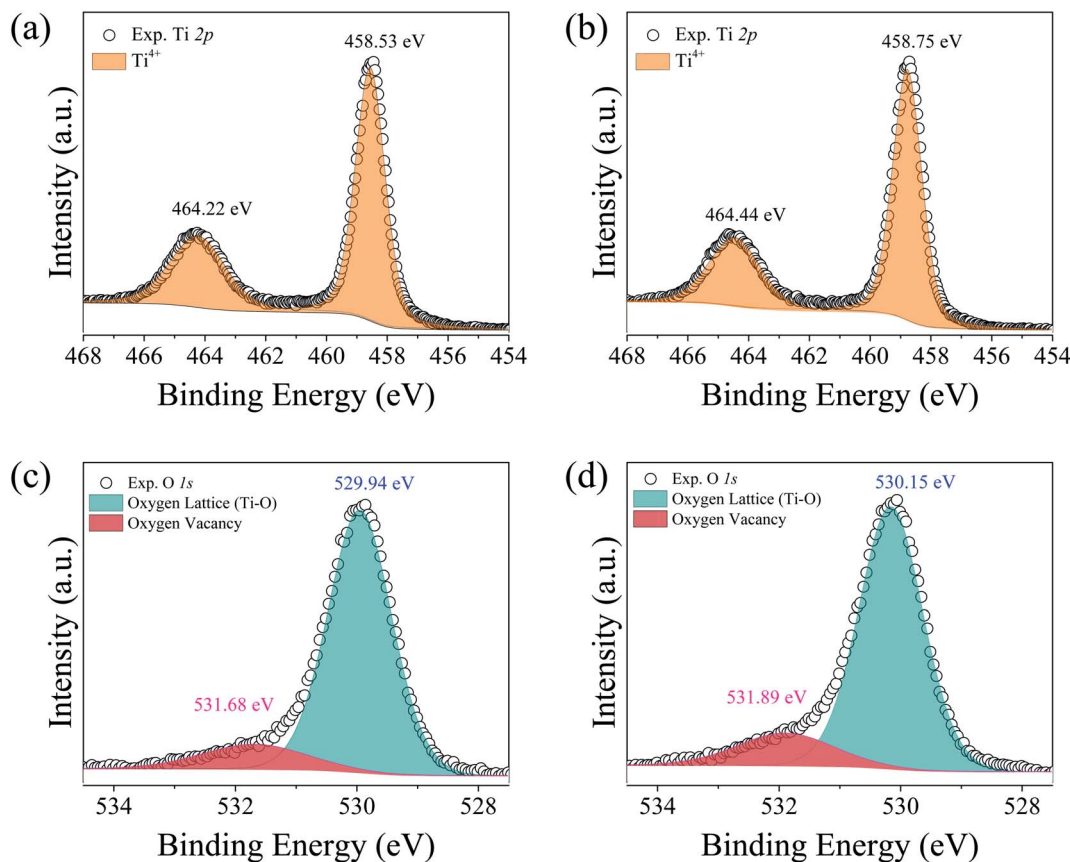 (a)
Exp. Ti 2p
Ti⁴⁺
458.53 eV
464.22 eV
Intensity (a.u.)
468 466 464 462 460 458 456 454
Binding Energy (eV)
(b)
Exp. Ti 2p
Ti⁴⁺
458.75 eV
464.44 eV
Intensity (a.u.)
468 466 464 462 460 458 456 454
Binding Energy (eV)
(c)
Exp. O 1s
Oxygen Lattice (Ti-O)
Oxygen Vacancy
529.94 eV
531.68 eV
Intensity (a.u.)
534 532 530 528
Binding Energy (eV)
(d)
Exp. O 1s
Oxygen Lattice (Ti-O)
Oxygen Vacancy
530.15 eV
531.89 eV
Intensity (a.u.)
534 532 530 528
Binding Energy (eV)